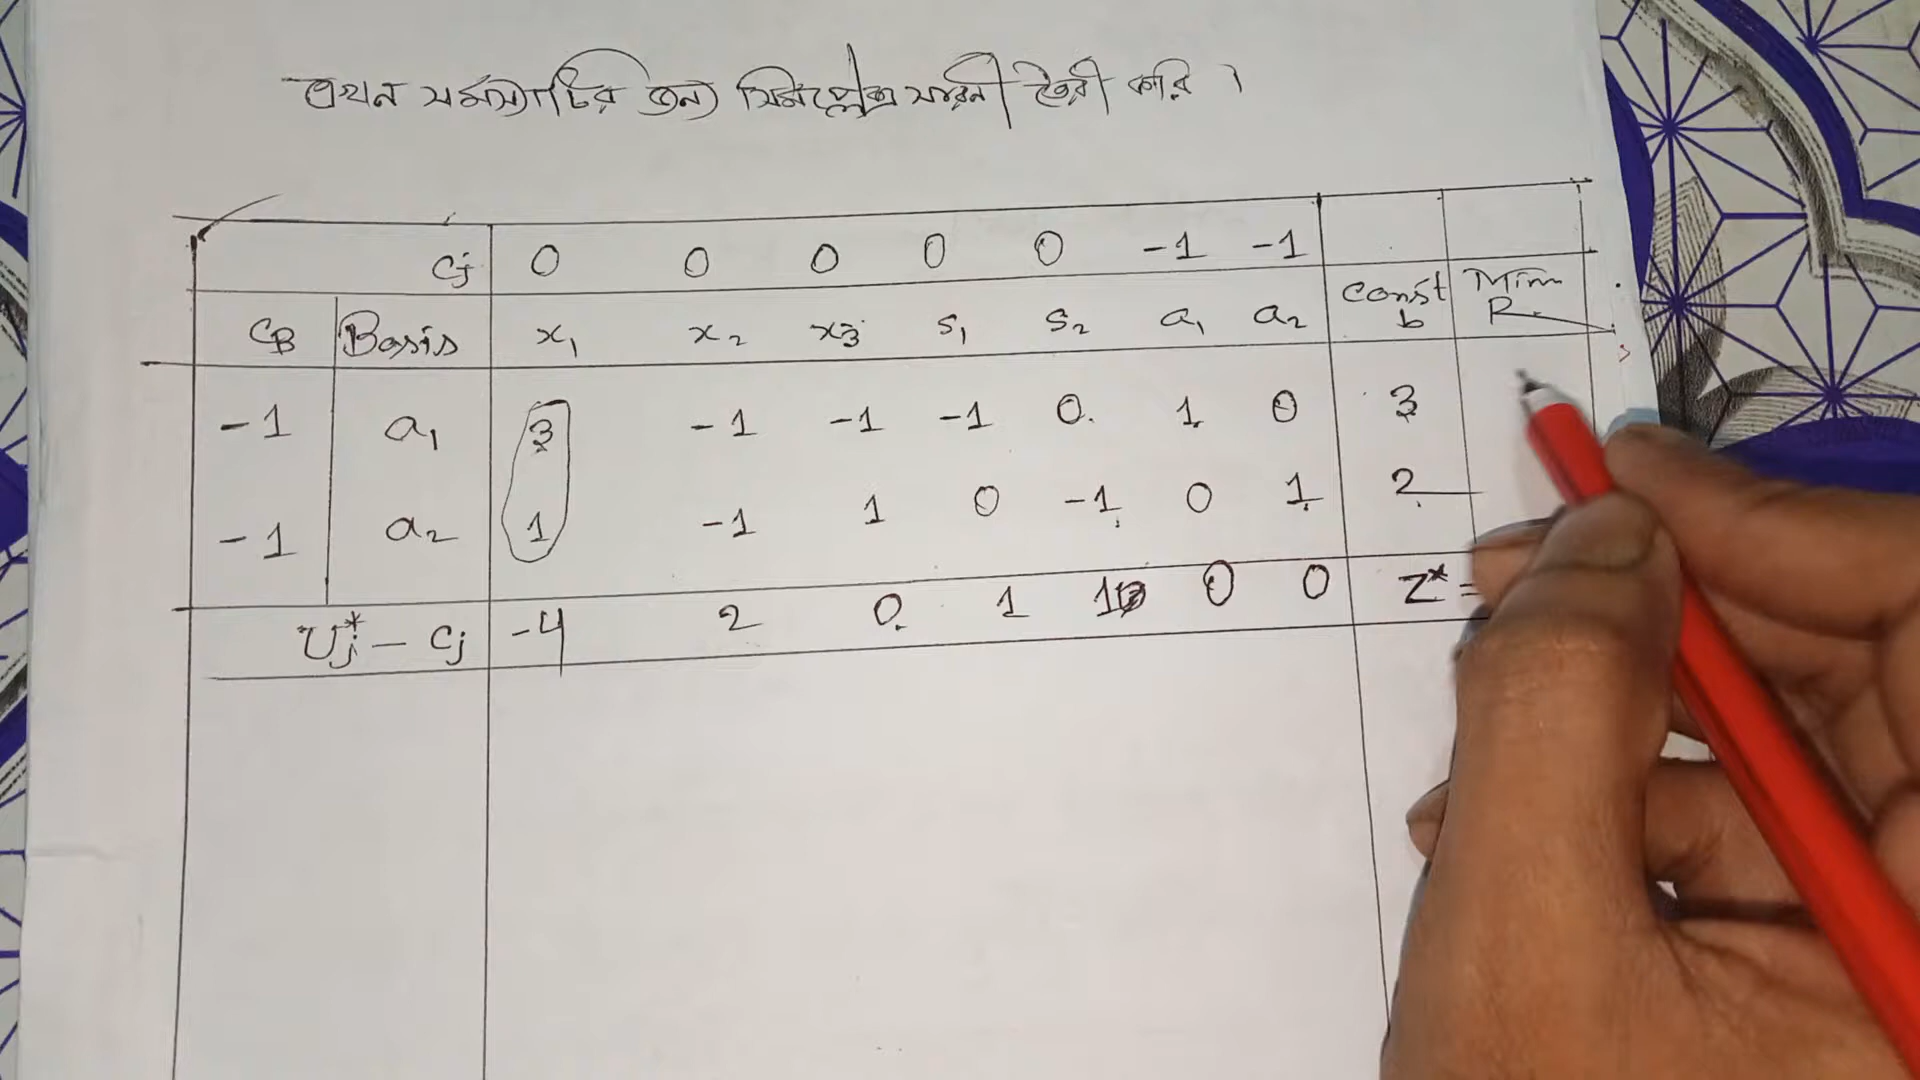 এখন সমস্যাটির জন্য সিমপ্লেক্স সারনী তৈরী করি ।
Cj 0 0 0 0 0 -1 -1
CB Basis x₁ x₂ x₃ s₁ s₂ a₁ a₂ Const b Min R
-1 a₁ 3 -1 -1 -1 0 1 0 3
-1 a₂ 1 -1 1 0 -1 0 1 2
Uj* - Cj -4 2 0 1 1 0 0 Z* =